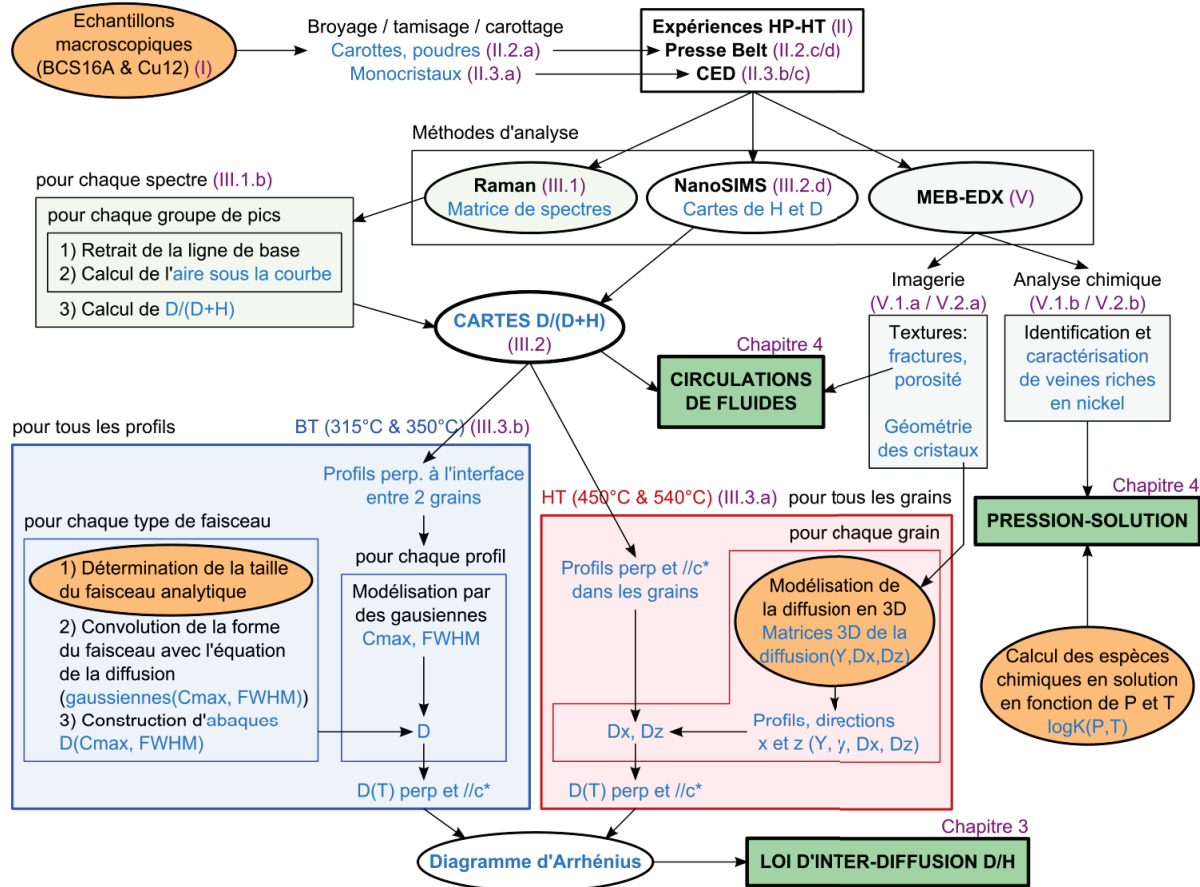 Echantillons
macroscopiques
(BCS16A & Cu12) (I)
Broyage / tamisage / carottage
Carottes, poudres (II.2.a)
Monocristaux (II.3.a)
Expériences HP-HT (II)
Presse Belt (II.2.c/d)
CED (II.3.b/c)
Méthodes d'analyse
Raman (III.1)
Matrice de spectres
NanoSIMS (III.2.d)
Cartes de H et D
MEB-EDX (V)
pour chaque spectre (III.1.b)
pour chaque groupe de pics
1) Retrait de la ligne de base
2) Calcul de l'aire sous la courbe
3) Calcul de D/(D+H)
CARTES D/(D+H)
(III.2)
Imagerie
(V.1.a / V.2.a)
Textures:
fractures,
porosité
Géométrie
des cristaux
Analyse chimique
(V.1.b / V.2.b)
Identification et
caractérisation
de veines riches
en nickel
Chapitre 4
CIRCULATIONS
DE FLUIDES
Chapitre 4
PRESSION-SOLUTION
Calcul des espèces
chimiques en solution
en fonction de P et T
logK(P,T)
pour tous les profils
BT (315°C & 350°C) (III.3.b)
Profils perp. à l'interface
entre 2 grains
pour chaque type de faisceau
1) Détermination de la taille
du faisceau analytique
2) Convolution de la forme
du faisceau avec l'équation
de la diffusion
(gaussiennes(Cmax, FWHM))
3) Construction d'abaques
D(Cmax, FWHM)
pour chaque profil
Modélisation par
des gaussiennes
Cmax, FWHM
D
D(T) perp et //c*
HT (450°C & 540°C) (III.3.a)
pour tous les grains
pour chaque grain
Profils perp et //c*
dans les grains
Modélisation de
la diffusion en 3D
Matrices 3D de la
diffusion(Y,Dx,Dz)
Dx, Dz
Profils, directions
x et z (Y, y, Dx, Dz)
D(T) perp et //c*
Diagramme d'Arrhénius
Chapitre 3
LOI D'INTER-DIFFUSION D/H